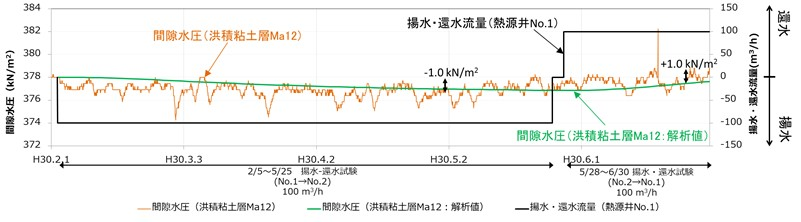 揚水・還水流量(熱源井No.1)
間隙水圧(洪積粘土層Ma12)
-1.0 kN/m²
+1.0 kN/m²
間隙水圧(洪積粘土層Ma12:解析値)
間隙水圧 (kN/m²)
384
382
380
378
376
374
372
揚水・還水流量(m³/h)
150
100
50
0
-50
-100
-150
還水
揚水
H30.2.1
H30.3.3
H30.4.2
H30.5.2
H30.6.1
2/5~5/25 揚水-還水試験
(No.1→No.2)
100 m³/h
5/28~6/30 揚水・還水試験
(No.2→No.1)
100 m³/h
間隙水圧(洪積粘土層Ma12)
間隙水圧(洪積粘土層Ma12:解析値)
揚水・還水流量(熱源井No.1)